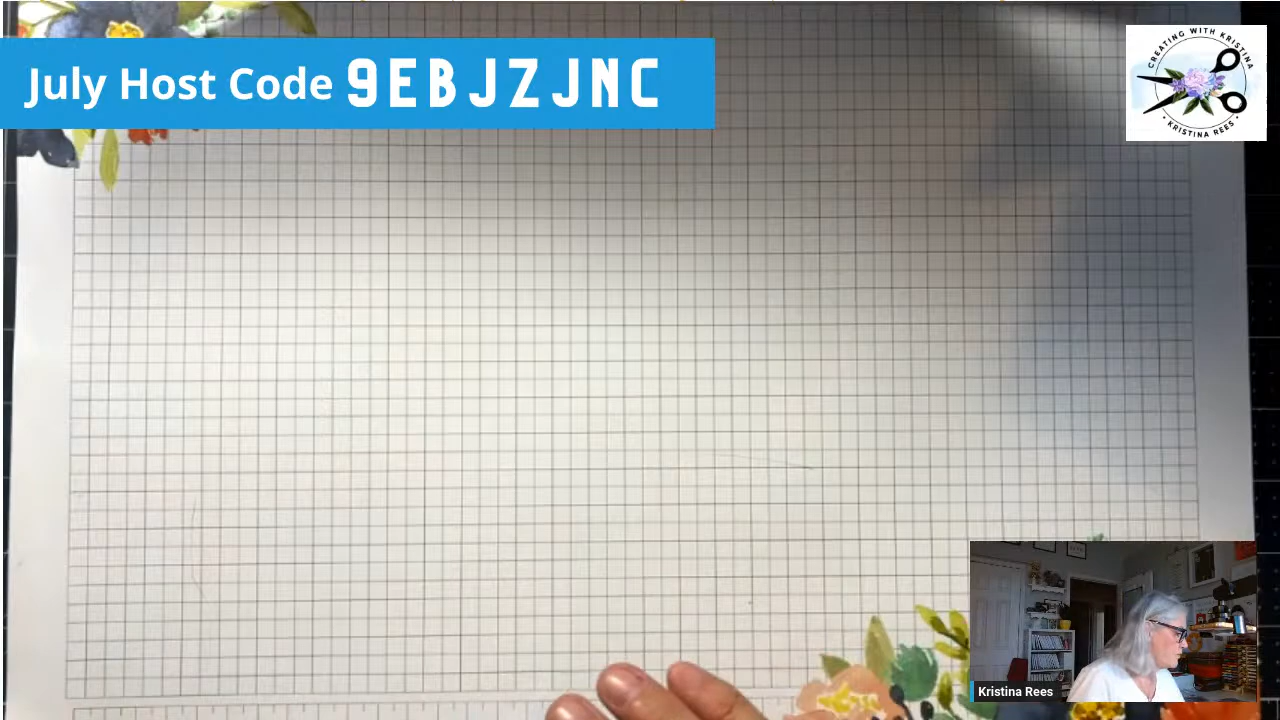 July Host Code 9EBJZJNC
CREATING WITH KRISTINA
• KRISTINA REES •
Kristina Rees